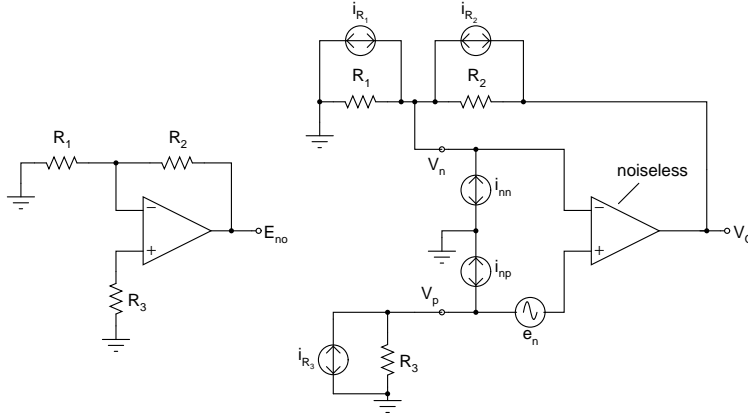 R1
R2
−
+
Eno
R3
iR1
iR2
R1
R2
Vn
noiseless
inn
−
+
Vo
inp
Vp
en
iR3
R3